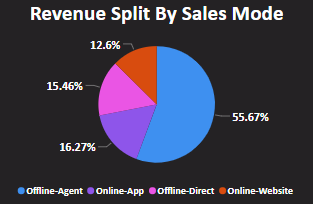 Revenue Split By Sales Mode
12.6%
15.46%
55.67%
16.27%
Offline-Agent Online-App Offline-Direct Online-Website